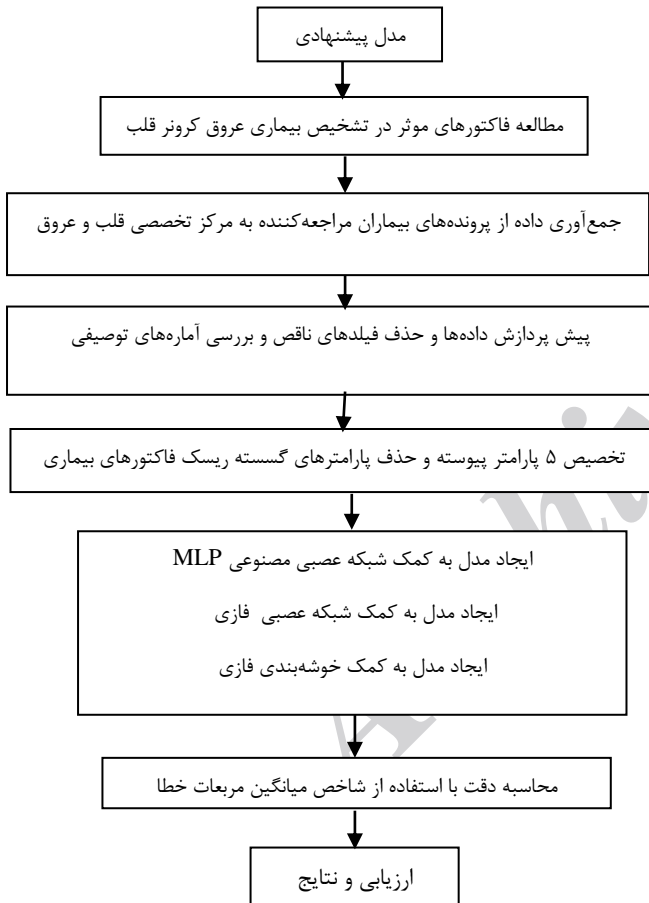 مدل پیشنهادی
مطالعه فاکتورهای موثر در تشخیص بیماری عروق کرونر قلب
جمع‌آوری داده از پرونده‌های بیماران مراجعه‌کننده به مرکز تخصصی قلب و عروق
پیش پردازش داده‌ها و حذف فیلدهای ناقص و بررسی آماره‌های توصیفی
تخصیص ۵ پارامتر پیوسته و حذف پارامترهای گسسته ریسک فاکتورهای بیماری
ایجاد مدل به کمک شبکه عصبی مصنوعی MLP
ایجاد مدل به کمک شبکه عصبی فازی
ایجاد مدل به کمک خوشه‌بندی فازی
محاسبه دقت با استفاده از شاخص میانگین مربعات خطا
ارزیابی و نتایج